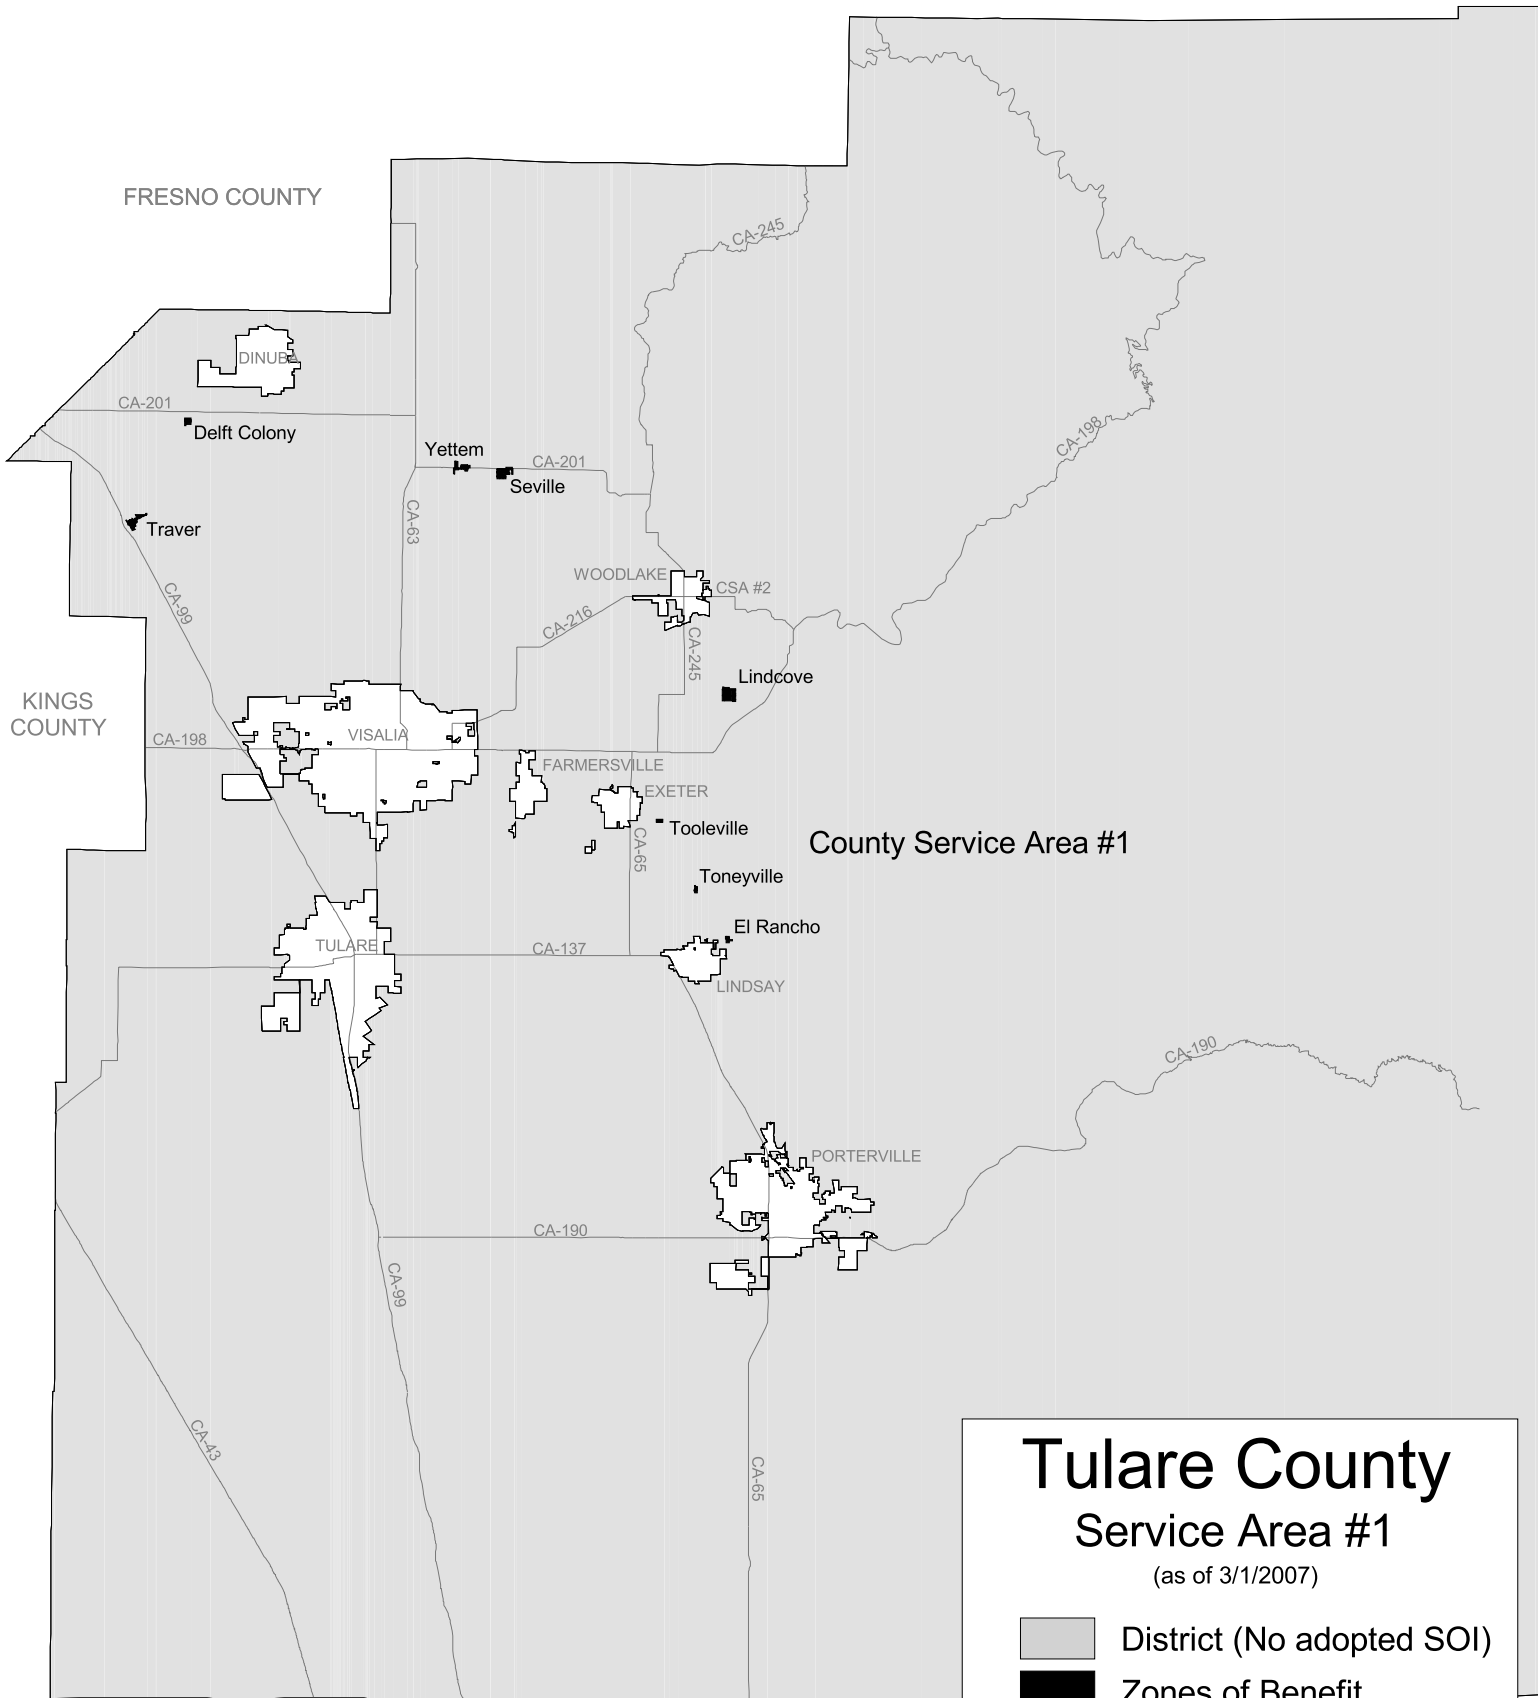 FRESNO COUNTY
CA-245
DINUBA
CA-201
Delft Colony
CA-198
Yettem
CA-201
Seville
CA-63
Traver
WOODLAKE
CSA #2
CA-99
CA-216
CA-245
Lindcove
KINGS
COUNTY
CA-198
VISALIA
FARMERSVILLE
EXETER
Tooleville
County Service Area #1
CA-65
Toneyville
El Rancho
TULARE
CA-137
LINDSAY
CA-190
PORTERVILLE
CA-190
CA-99
CA-43
CA-65
Tulare County
Service Area #1
(as of 3/1/2007)
District (No adopted SOI)
Zones of Benefit